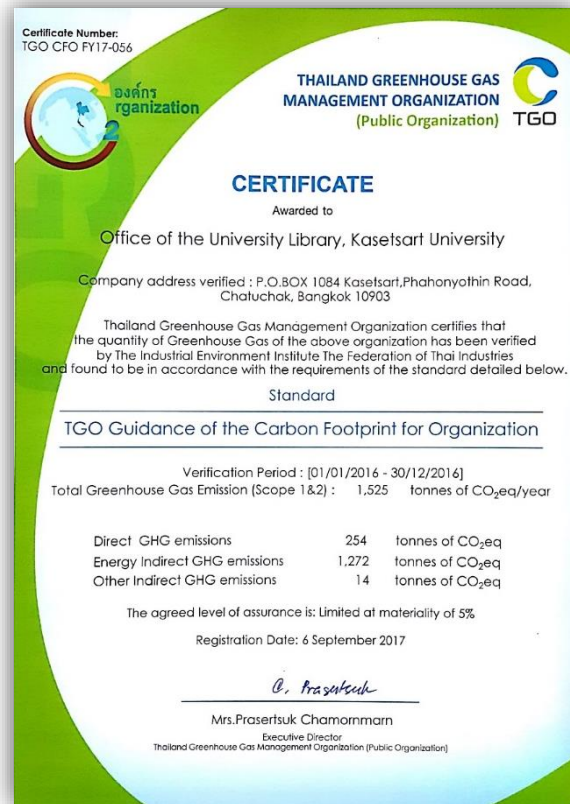 Certificate Number:
TGO CFO FY17-056
องค์กร
rganization
2
THAILAND GREENHOUSE GAS
MANAGEMENT ORGANIZATION
(Public Organization)
TGO
CERTIFICATE
Awarded to
Office of the University Library, Kasetsart University
Company address verified : P.O.BOX 1084 Kasetsart,Phahonyothin Road,
Chatuchak, Bangkok 10903
Thailand Greenhouse Gas Management Organization certifies that
the quantity of Greenhouse Gas of the above organization has been verified
by The Industrial Environment Institute The Federation of Thai Industries
and found to be in accordance with the requirements of the standard detailed below.
Standard
TGO Guidance of the Carbon Footprint for Organization
Verification Period : [01/01/2016 - 30/12/2016]
Total Greenhouse Gas Emission (Scope 1&2) : 1,525 tonnes of CO₂eq/year
Direct GHG emissions 254 tonnes of CO₂eq
Energy Indirect GHG emissions 1,272 tonnes of CO₂eq
Other Indirect GHG emissions 14 tonnes of CO₂eq
The agreed level of assurance is: Limited at materiality of 5%
Registration Date: 6 September 2017
Mrs.Prasertsuk Chamornmarn
Executive Director
Thailand Greenhouse Gas Management Organization (Public Organization)